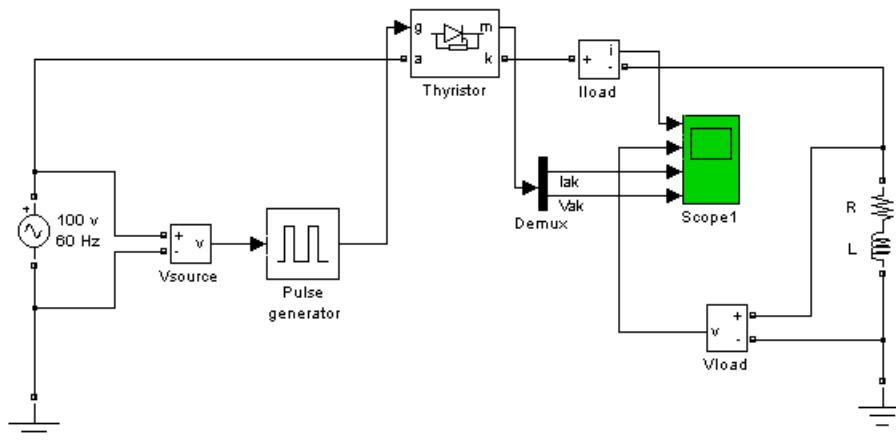 g
m
a
k
Thyristor
+
i
-
Iload
+
100 v
60 Hz
+
-
v
Vsource
Pulse
generator
Iak
Vak
Demux
Scope1
R
L
+
v
-
Vload